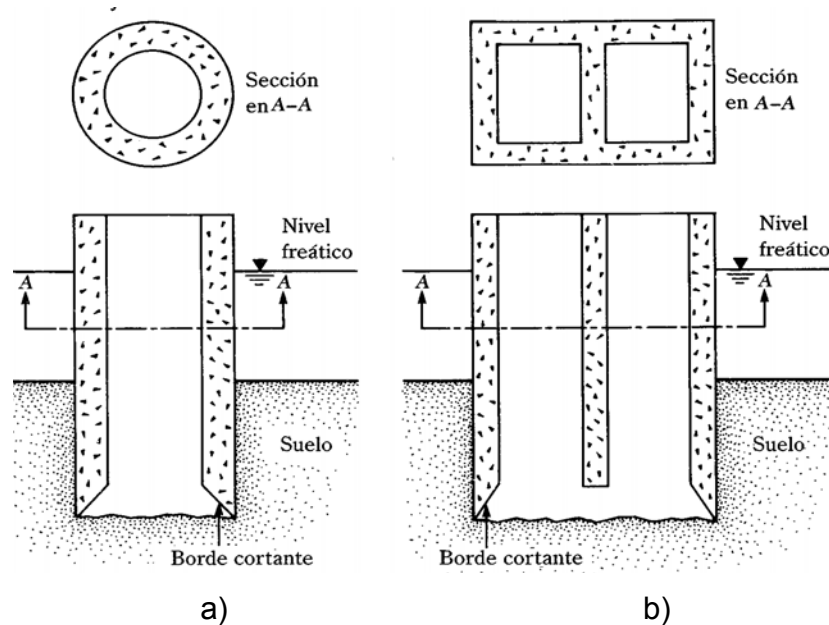 Sección
en A–A
Sección
en A–A
Nivel
freático
A
A
Suelo
Borde cortante
Nivel
freático
A
A
Suelo
Borde cortante
a)
b)